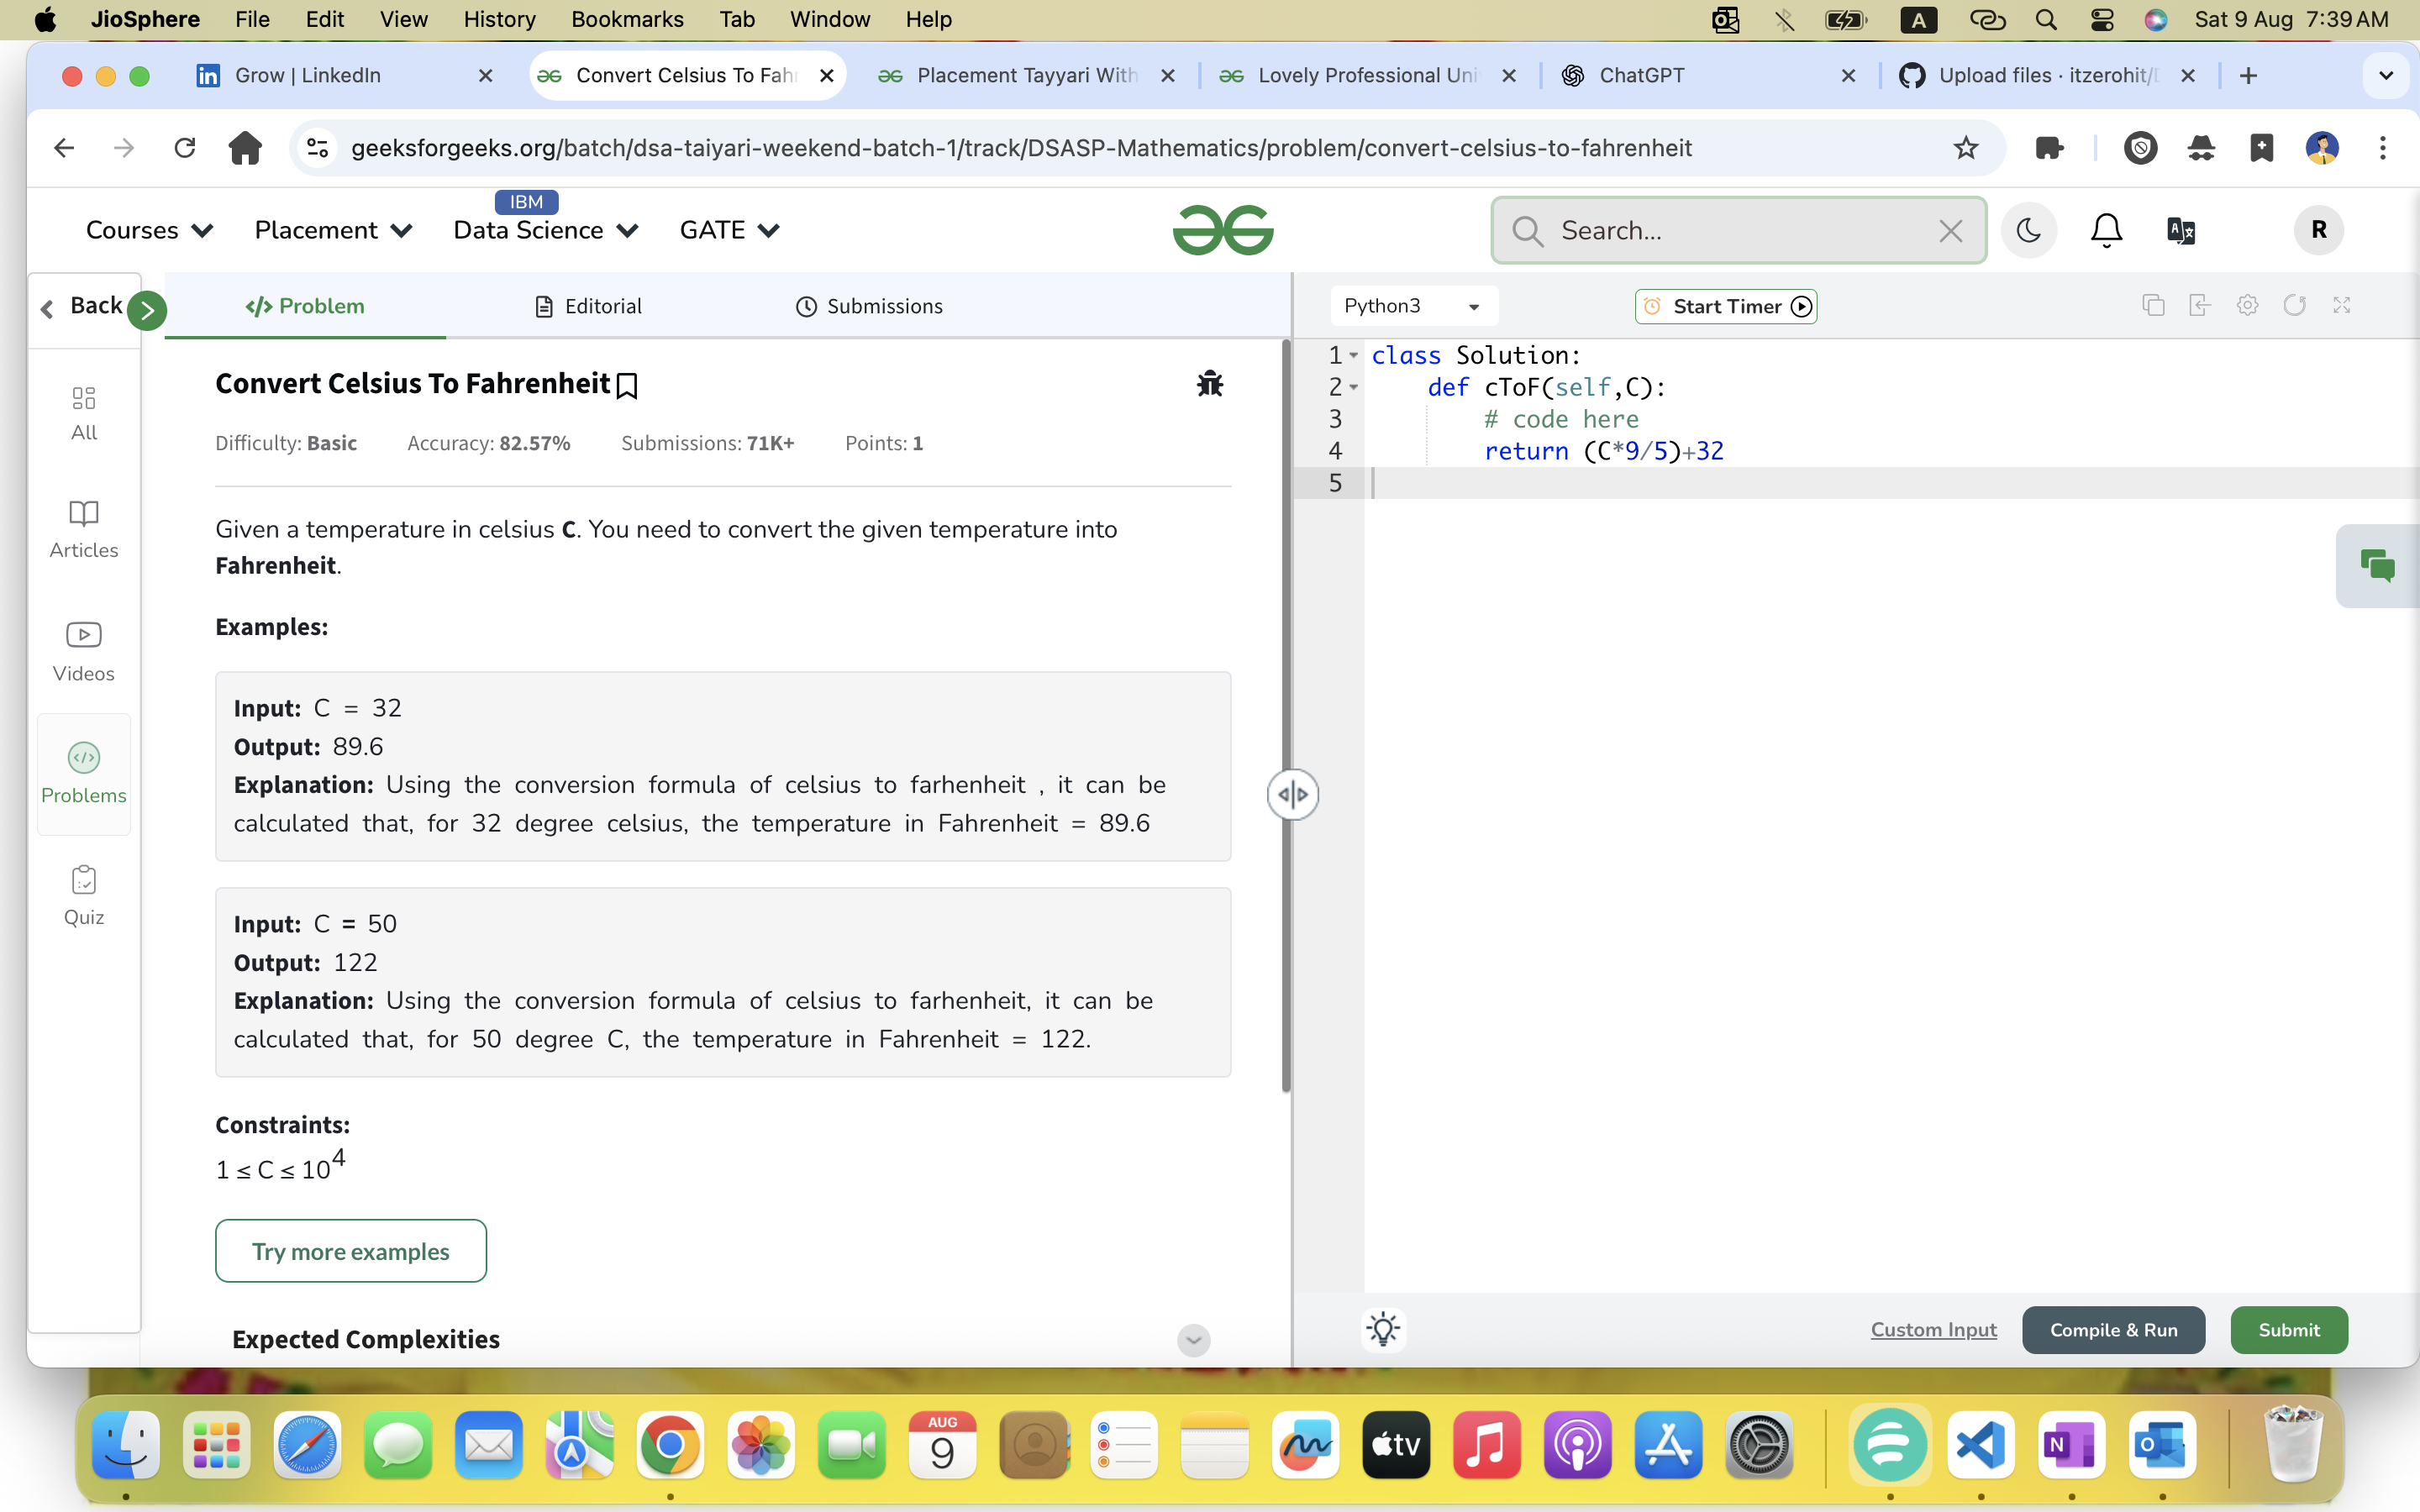 JioSphere File Edit View History Bookmarks Tab Window Help A Sat 9 Aug 7:39 AM
in Grow | LinkedIn Convert Celsius To Fahr Placement Tayyari With Lovely Professional Uni ChatGPT Upload files · itzerohit/
geeksforgeeks.org/batch/dsa-taiyari-weekend-batch-1/track/DSASP-Mathematics/problem/convert-celsius-to-fahrenheit
IBM
Courses Placement Data Science GATE Search... R
Back Problem Editorial Submissions Python3 Start Timer
All
Articles
Videos
Problems
Quiz
Convert Celsius To Fahrenheit
Difficulty: Basic Accuracy: 82.57% Submissions: 71K+ Points: 1
Given a temperature in celsius C. You need to convert the given temperature into
Fahrenheit.
Examples:
Input: C = 32
Output: 89.6
Explanation: Using the conversion formula of celsius to farhenheit , it can be
calculated that, for 32 degree celsius, the temperature in Fahrenheit = 89.6
Input: C = 50
Output: 122
Explanation: Using the conversion formula of celsius to farhenheit, it can be
calculated that, for 50 degree C, the temperature in Fahrenheit = 122.
Constraints:
1 ≤ C ≤ 10^4
Try more examples
Expected Complexities
1 class Solution:
2 def cToF(self,C):
3 # code here
4 return (C*9/5)+32
5
Custom Input Compile & Run Submit
AUG
9
tv
N
O